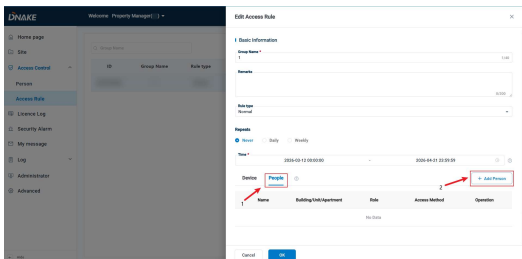 DNAKE
Welcome Property Manager( )
Home page
Site
Access Control
Person
Access Rule
Licence Log
Security Alarm
My message
Log
Administrator
Advanced
Group Name
ID Group Name Rule type
Edit Access Rule
Basic Information
Group Name *
1
Remarks
Rule type
Normal
Repeats
Never Daily Weekly
Time *
2026-03-12 00:00:00 - 2026-04-21 23:59:59
Device People
+ Add Person
1
2
Name Building/Unit/Apartment Role Access Method Operation
No Data
Cancel OK